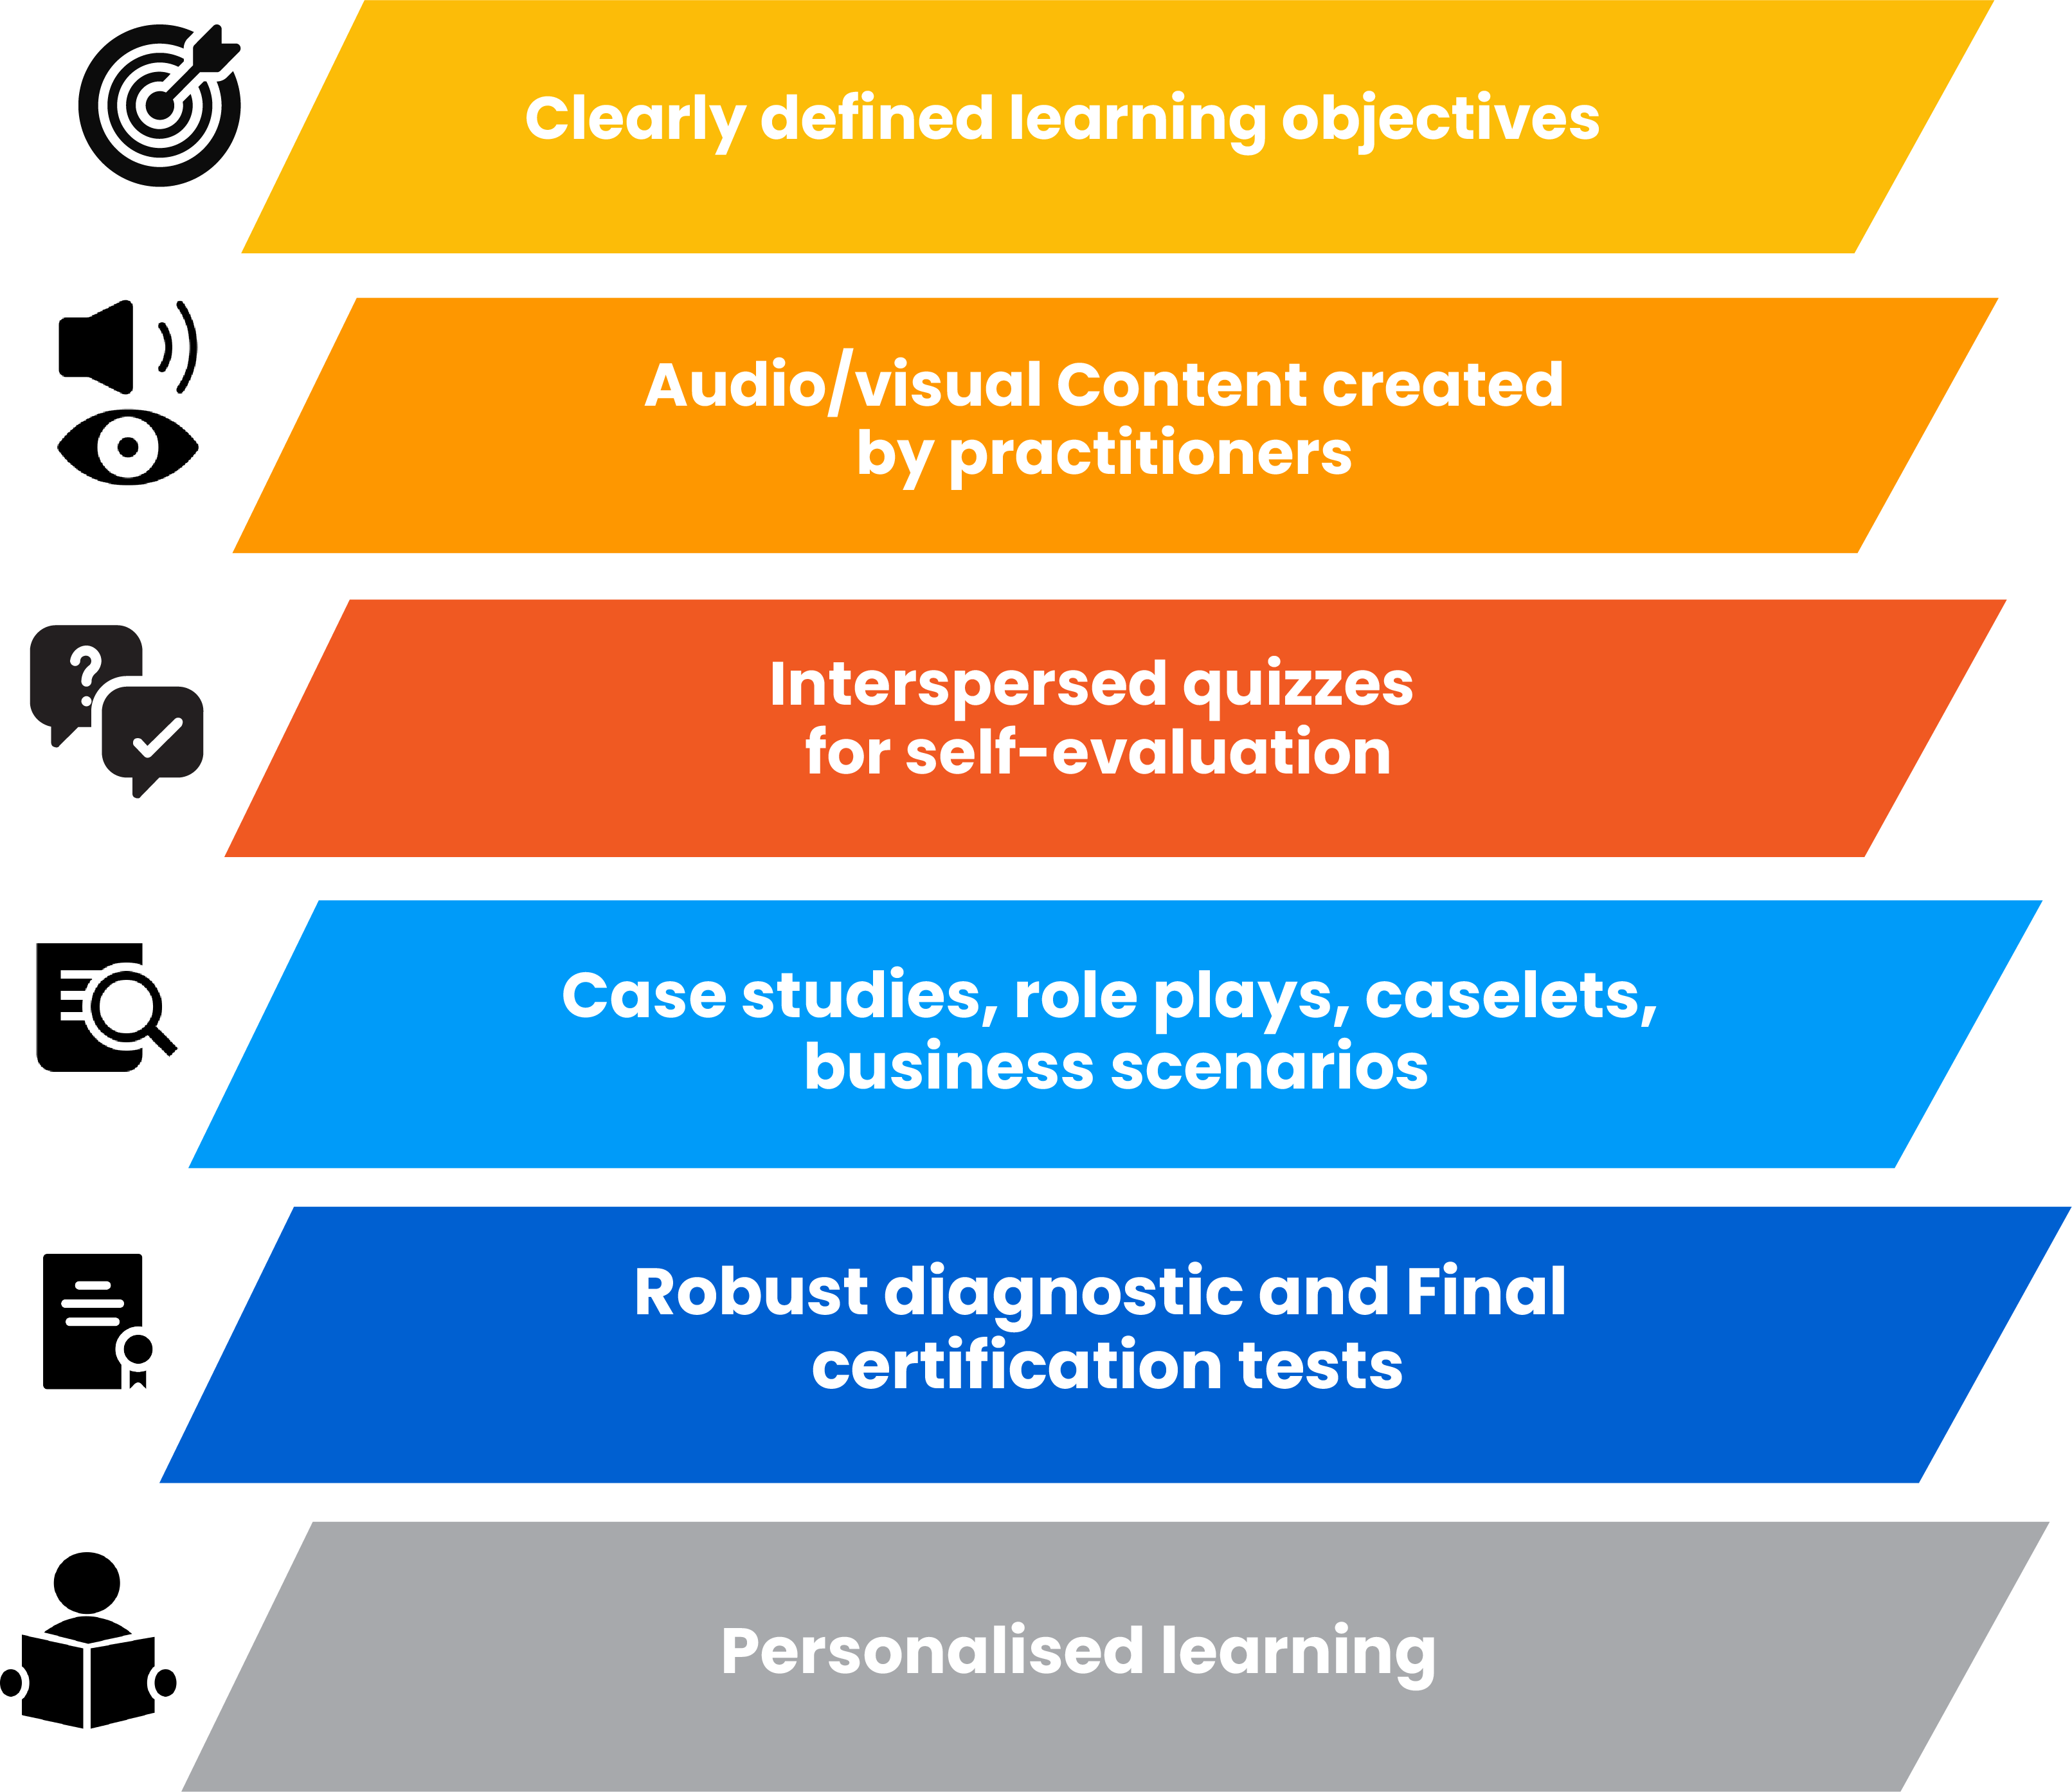 Clearly defined learning objectives
Audio/visual Content created
by practitioners
Interspersed quizzes
for self-evaluation
Case studies, role plays, caselets,
business scenarios
Robust diagnostic and Final
certification tests
Personalised learning